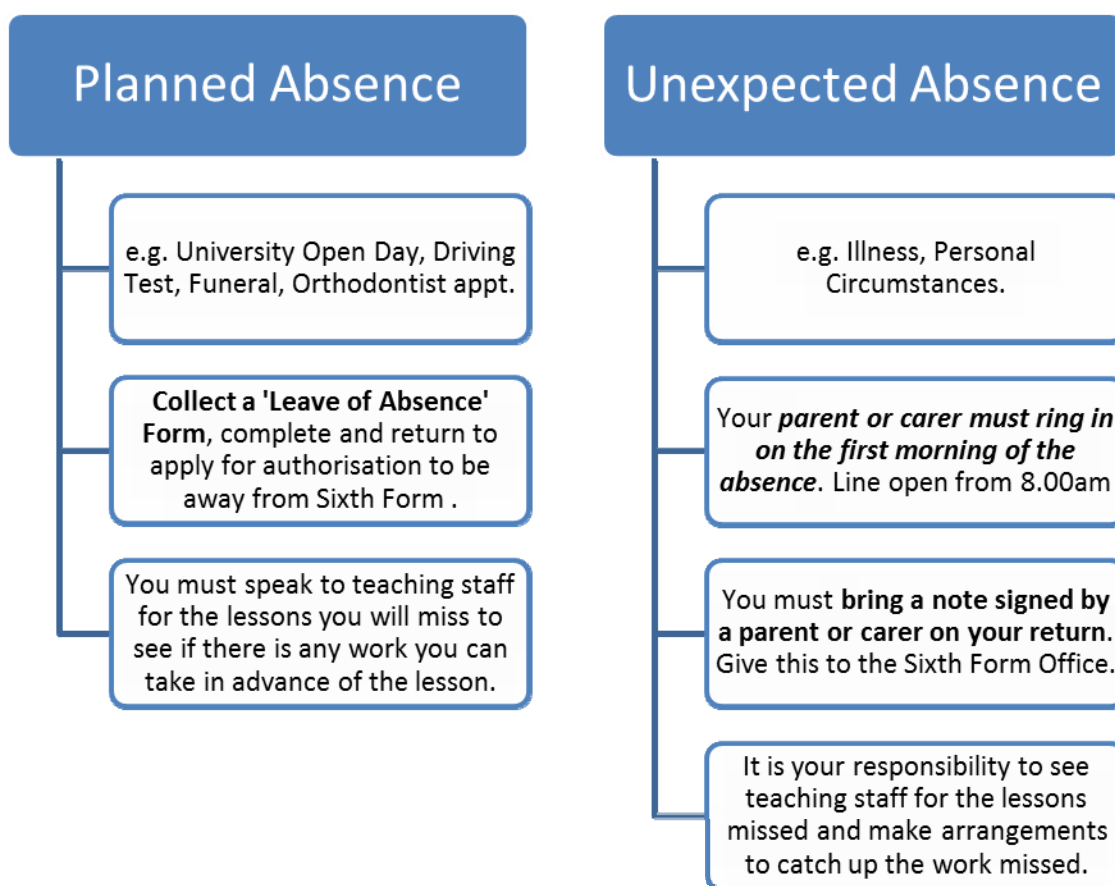 Planned Absence
e.g. University Open Day, Driving
Test, Funeral, Orthodontist appt.
Collect a 'Leave of Absence'
Form, complete and return to
apply for authorisation to be
away from Sixth Form .
You must speak to teaching staff
for the lessons you will miss to
see if there is any work you can
take in advance of the lesson.
Unexpected Absence
e.g. Illness, Personal
Circumstances.
Your parent or carer must ring in
on the first morning of the
absence. Line open from 8.00am
You must bring a note signed by
a parent or carer on your return.
Give this to the Sixth Form Office.
It is your responsibility to see
teaching staff for the lessons
missed and make arrangements
to catch up the work missed.